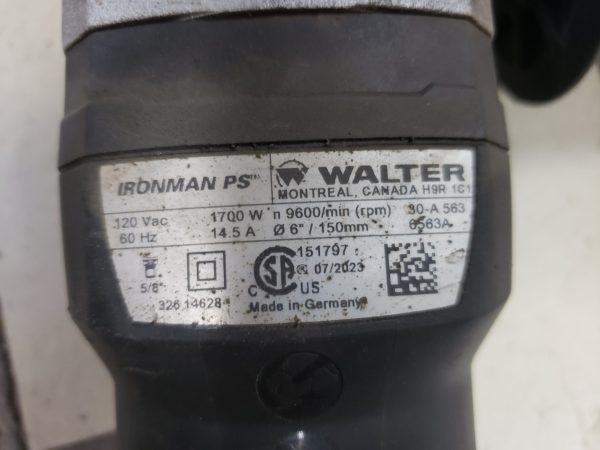 IRONMAN PS™
WALTER
MONTREAL, CANADA H9R 1C1
120 Vac 1700 W n 9600/min (rpm) 30-A 563
60 Hz 14.5 A Ø 6" / 150mm 6563A
151797
07/2023
5/8"
C US
326 14628
Made in Germany